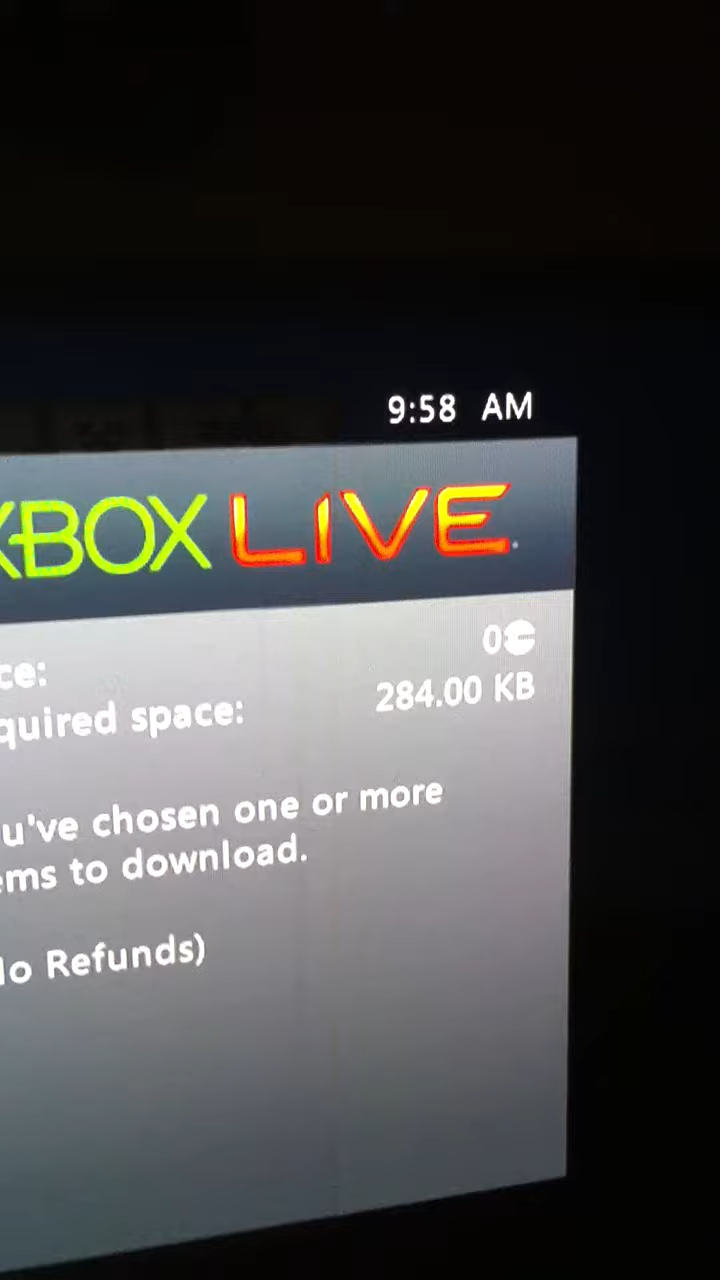 9:58 AM
XBOX LIVE
ce: 0
quired space: 284.00 KB
u've chosen one or more
ems to download.
lo Refunds)